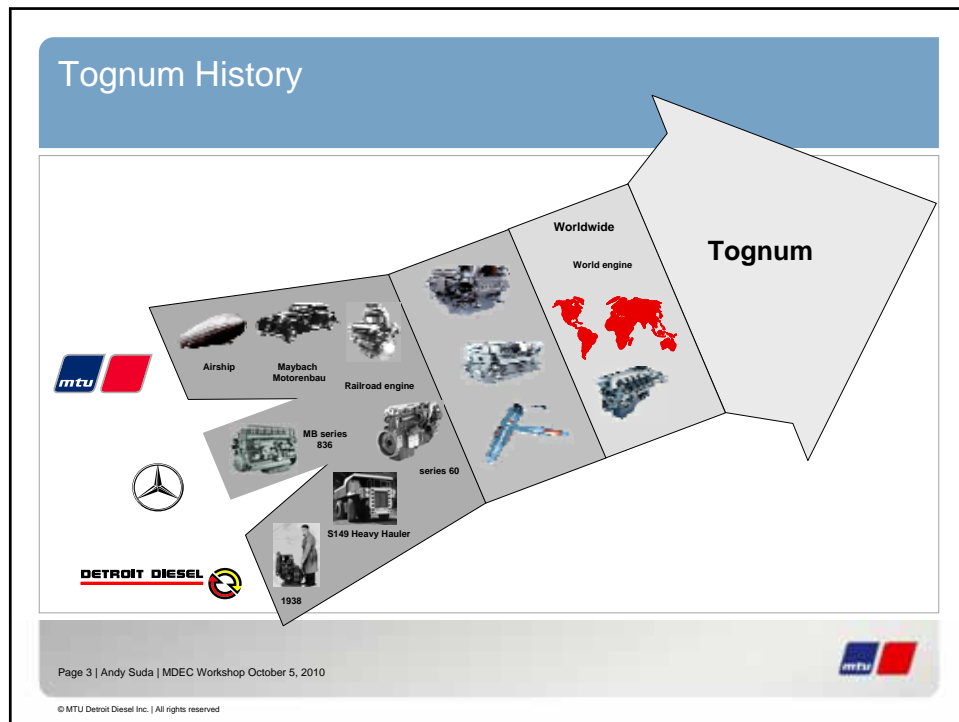 Tognum History
Worldwide
World engine
Tognum
Airship
Maybach
Motorenbau
Railroad engine
mtu
MB series
836
series 60
S149 Heavy Hauler
DETROIT DIESEL
1938
Page 3 | Andy Suda | MDEC Workshop October 5, 2010
mtu
© MTU Detroit Diesel Inc. | All rights reserved